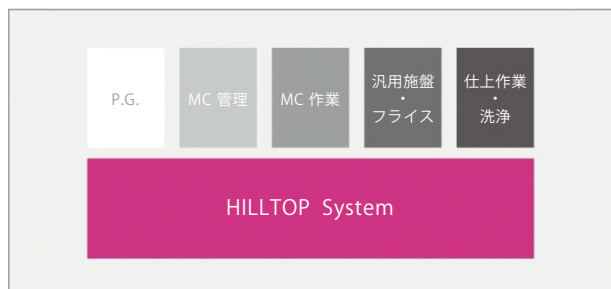 P.G.
MC 管理
MC 作業
汎用施盤
・
フライス
仕上作業
・
洗浄
HILLTOP System